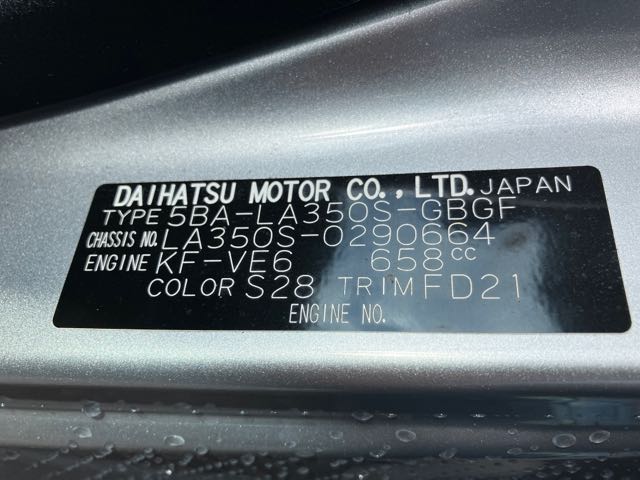 DAIHATSU MOTOR CO., LTD. JAPAN
TYPE 5BA-LA350S-GBGF
CHASSIS NO. LA350S-0290664
ENGINE KF-VE6 658cc
COLOR S28 TRIM FD21
ENGINE NO.